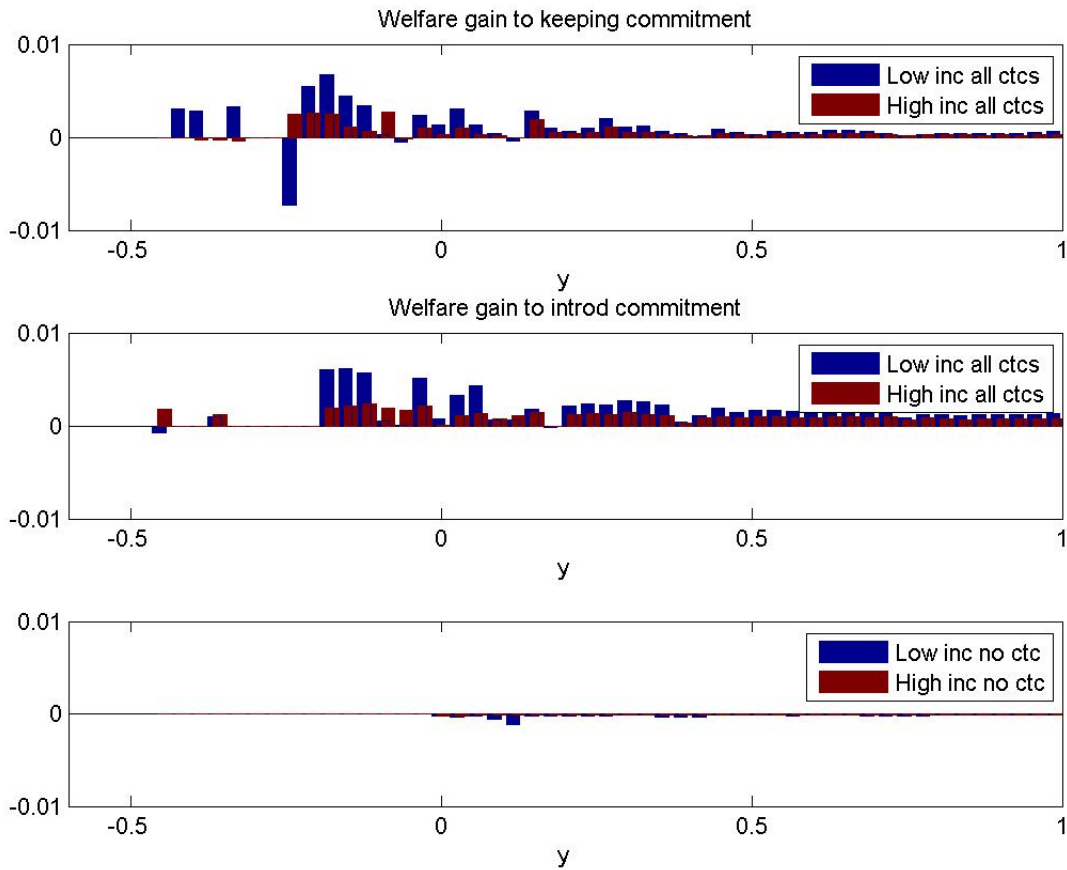 Welfare gain to keeping commitment
0.01
Low inc all ctcs
High inc all ctcs
0
-0.01
-0.5 0 0.5 1
y
Welfare gain to introd commitment
0.01
Low inc all ctcs
High inc all ctcs
0
-0.01
-0.5 0 0.5 1
y
0.01
Low inc no ctc
High inc no ctc
0
-0.01
-0.5 0 0.5 1
y